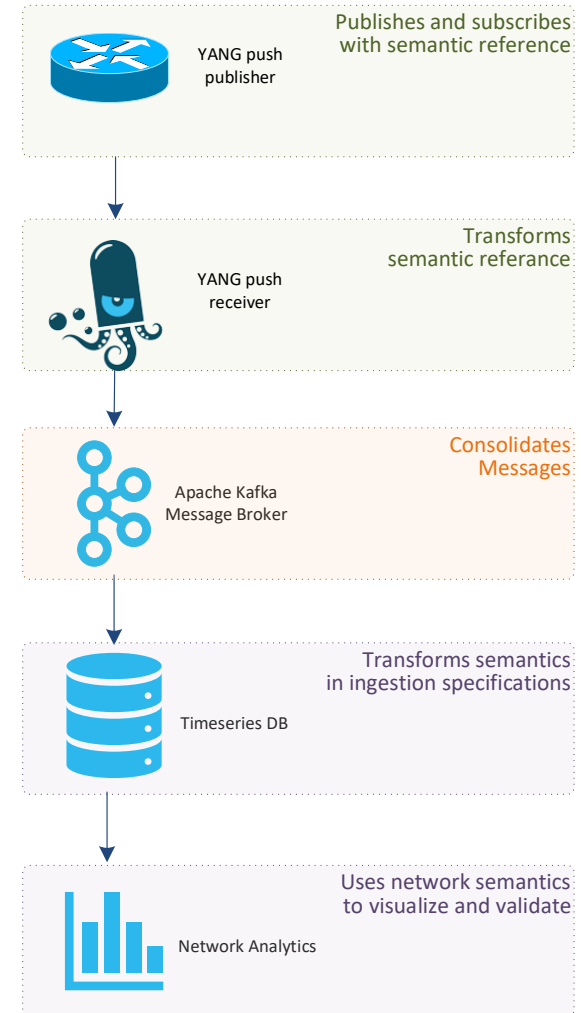 Publishes and subscribes
with semantic reference
YANG push
publisher
Transforms
semantic referance
YANG push
receiver
Consolidates
Messages
Apache Kafka
Message Broker
Transforms semantics
in ingestion specifications
Timeseries DB
Uses network semantics
to visualize and validate
Network Analytics